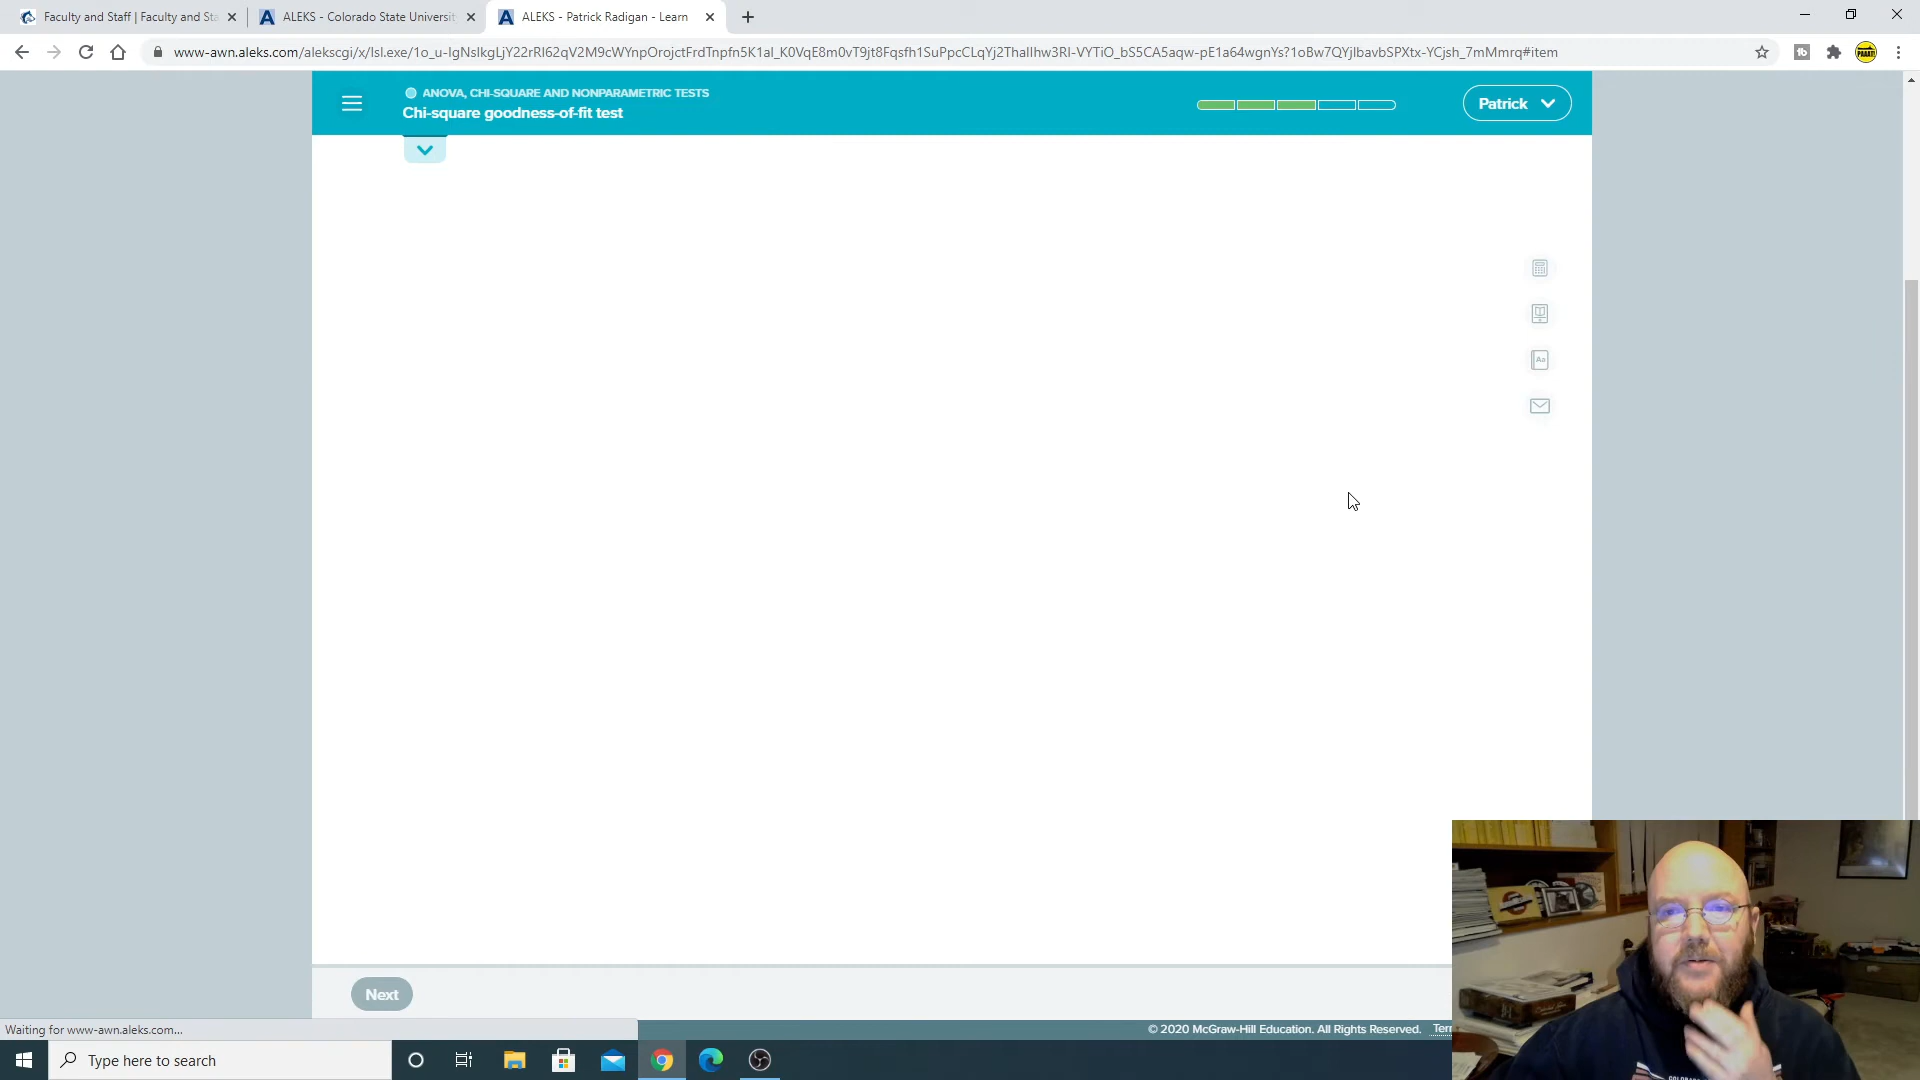 Faculty and Staff | Faculty and Sta
ALEKS - Colorado State Universit
ALEKS - Patrick Radigan - Learn
www-awn.aleks.com/alekscgi/x/Isl.exe/1o_u-IgNsIkgLjY22rRI62qV2M9cWYnpOrojctFrdTnpfn5K1al_K0VqE8m0vT9jt8Fqsfh1SuPpcCLqYj2ThalIhw3RI-VYTiO_bS5CA5aqw-pE1a64wgnYs?1oBw7QYjlbavbSPXtx-YCjsh_7mMmrq#item
ANOVA, CHI-SQUARE AND NONPARAMETRIC TESTS
Chi-square goodness-of-fit test
Patrick
Next
Waiting for www-awn.aleks.com...
© 2020 McGraw-Hill Education. All Rights Reserved.
Type here to search